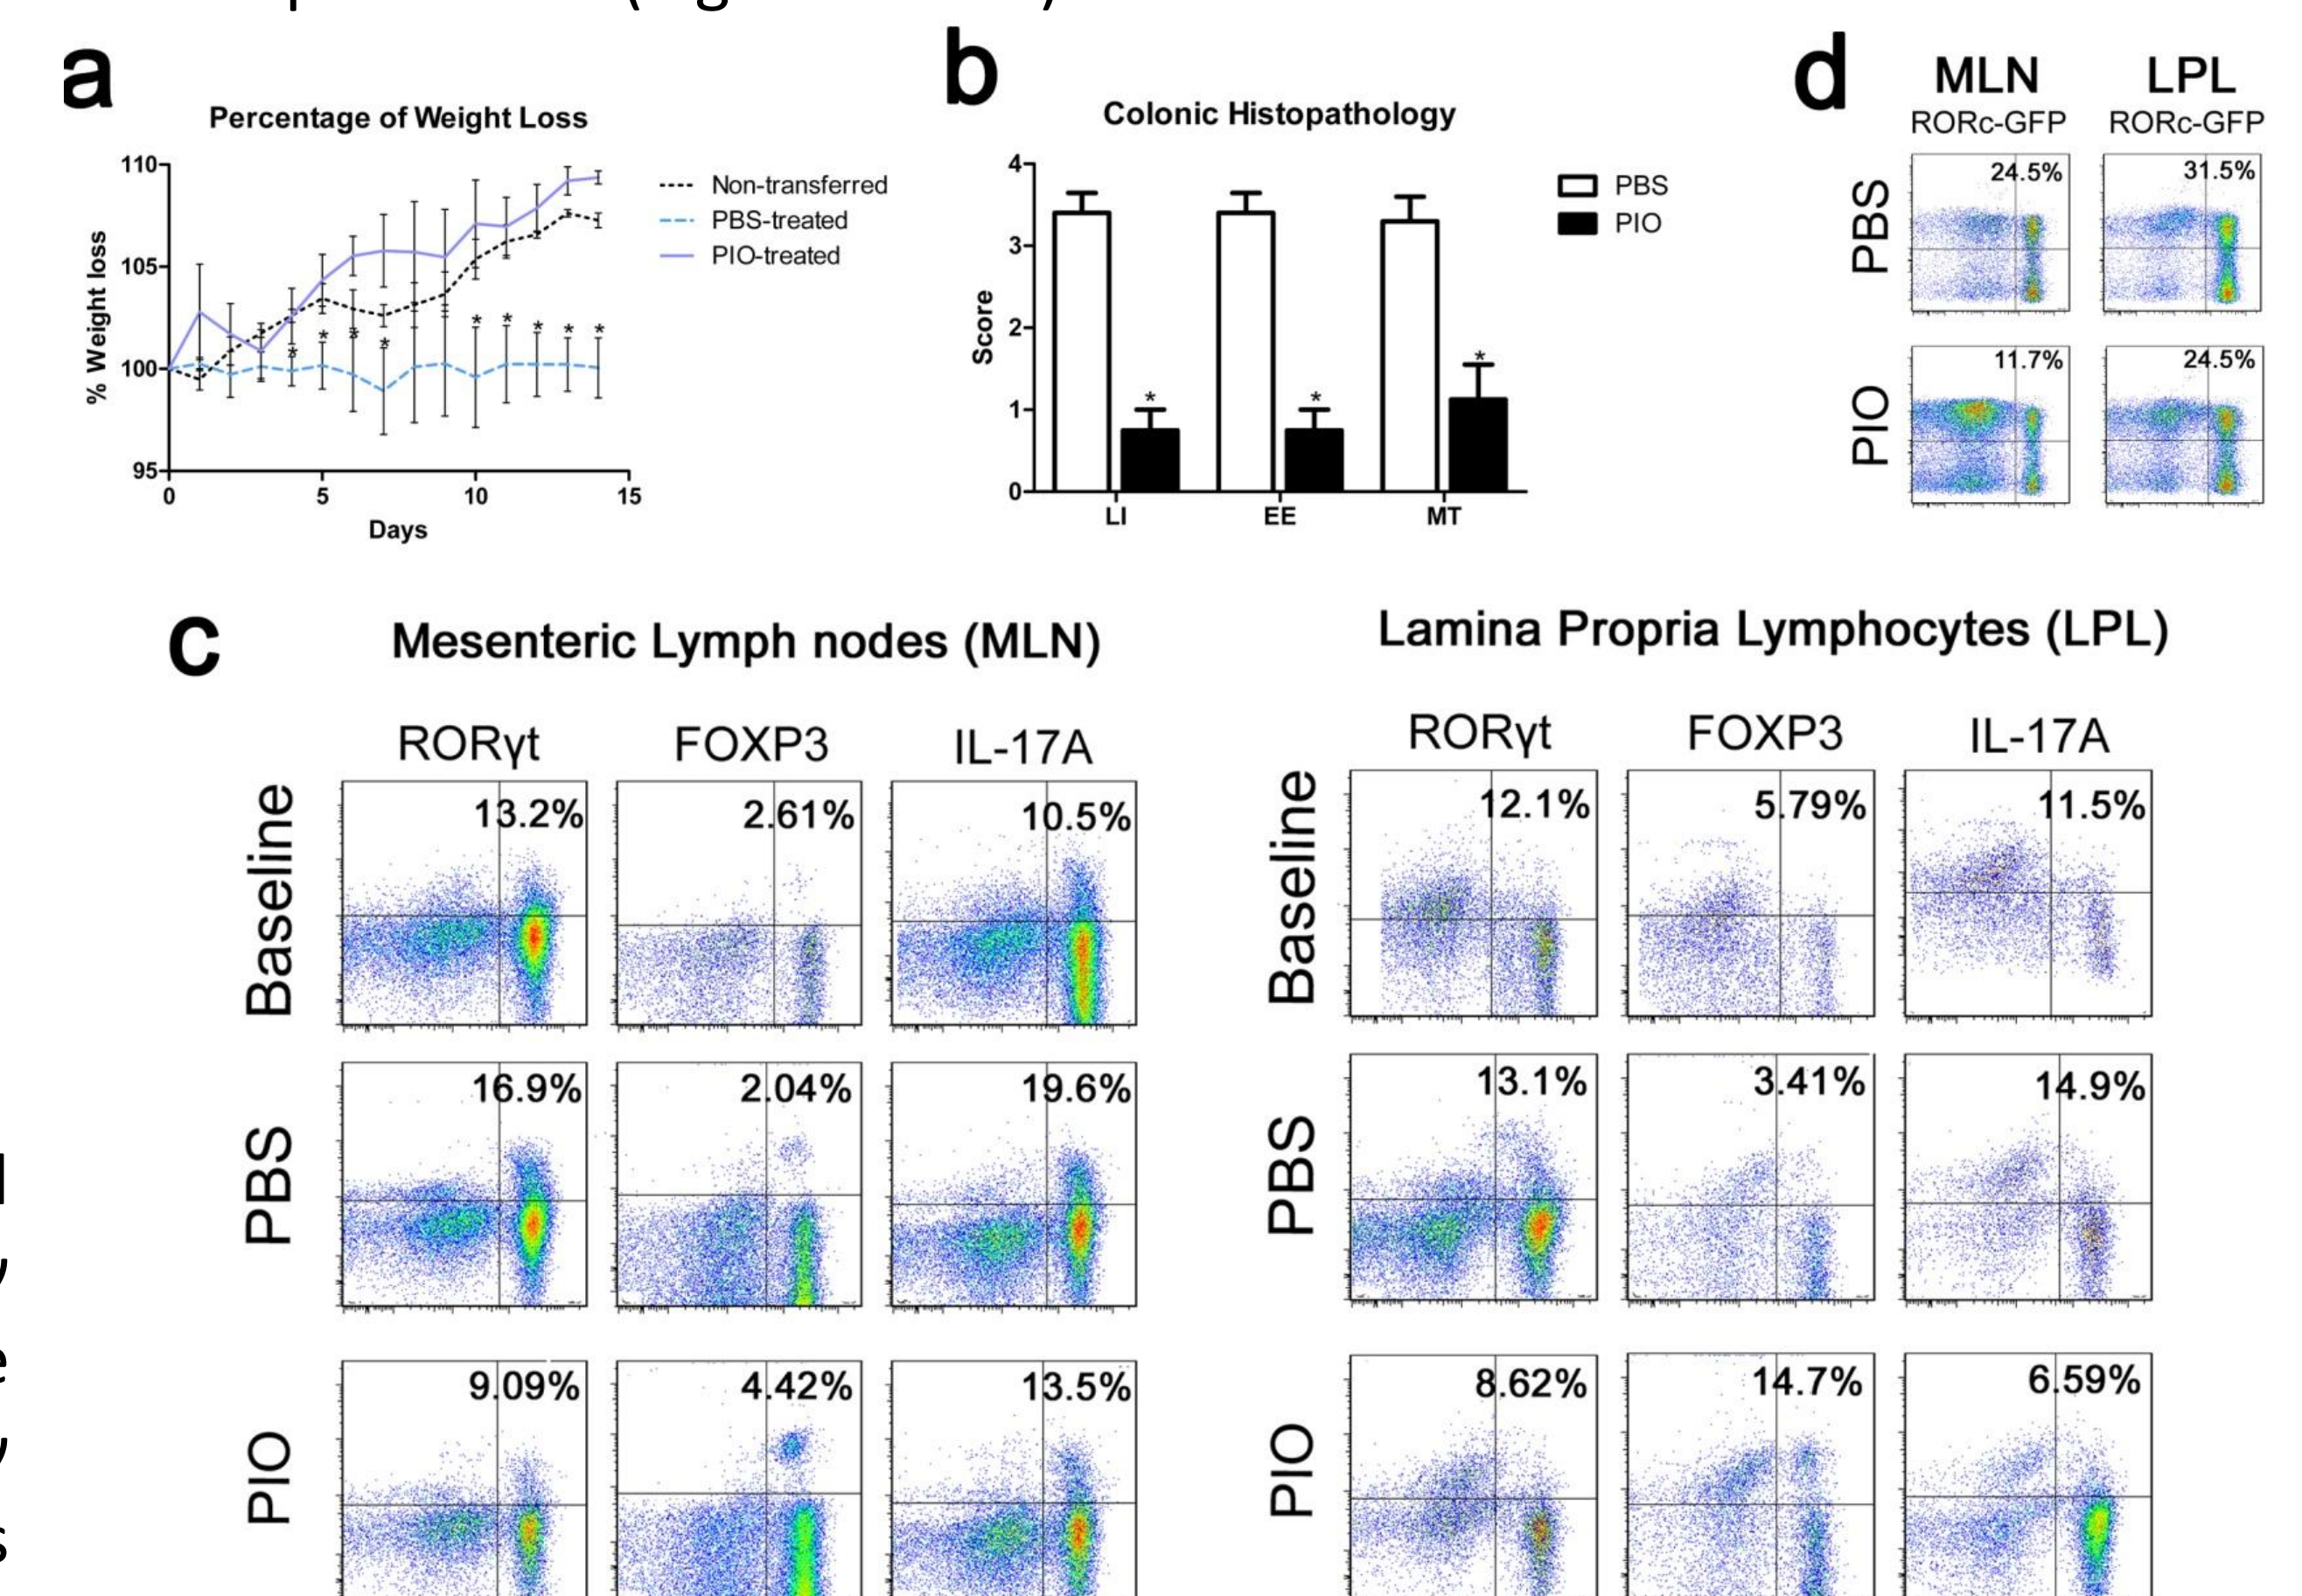 a
Percentage of Weight Loss
% Weight loss
110
105
100
95
0 5 10 15
Days
Non-transferred
PBS-treated
PIO-treated
* * * * * * * * *
b
Colonic Histopathology
Score
4
3
2
1
0
* * *
LI EE MT
PBS
PIO
d
MLN LPL
RORc-GFP RORc-GFP
PBS
24.5% 31.5%
PIO
11.7% 24.5%
c
Mesenteric Lymph nodes (MLN)
RORγt FOXP3 IL-17A
Baseline
13.2% 2.61% 10.5%
PBS
16.9% 2.04% 19.6%
PIO
9.09% 4.42% 13.5%
Lamina Propria Lymphocytes (LPL)
RORγt FOXP3 IL-17A
Baseline
12.1% 5.79% 11.5%
PBS
13.1% 3.41% 14.9%
PIO
8.62% 14.7% 6.59%